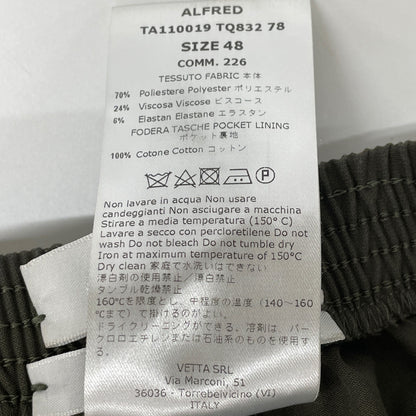 ALFRED
TA110019 TQ832 78
SIZE 48
COMM. 226
TESSUTO FABRIC 本体
70% Poliestere Polyester ポリエステル
24% Viscosa Viscose ビスコース
6% Elastan Elastane エラスタン
FODERA TASCHE POCKET LINING
ポケット裏地
100% Cotone Cotton コットン
P
Non lavare in acqua Non usare
candeggianti Non asciugare a macchina
Stirare a media temperatura (150°C)
Lavare a secco con percloretilene Do not
wash Do not bleach Do not tumble dry
Iron at maximum temperature of 150°C
Dry clean 家庭で水洗いはできない
漂白剤の使用禁止／漂白禁止
タンブル乾燥禁止
160℃を限度とし、中程度の温度（140～160
℃まで）で掛けるのがよい
ドライクリーニングができる、溶剤は、パー
クロロエチレンまたは石油系のものを使用す
る。
VETTA SRL
Via Marconi, 51
36036 - Torrebelvicino (VI)
ITALY